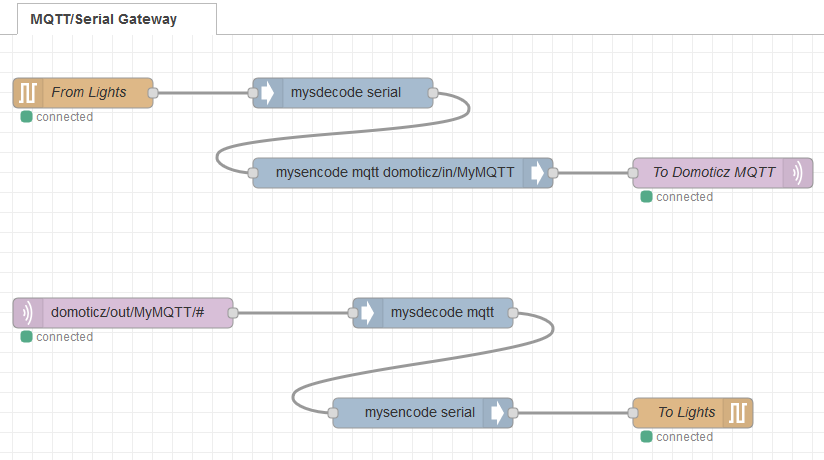 MQTT/Serial Gateway
From Lights
mysdecode serial
connected
mysencode mqtt domoticz/in/MyMQTT
To Domoticz MQTT
connected
domoticz/out/MyMQTT/#
mysdecode mqtt
connected
mysencode serial
To Lights
connected